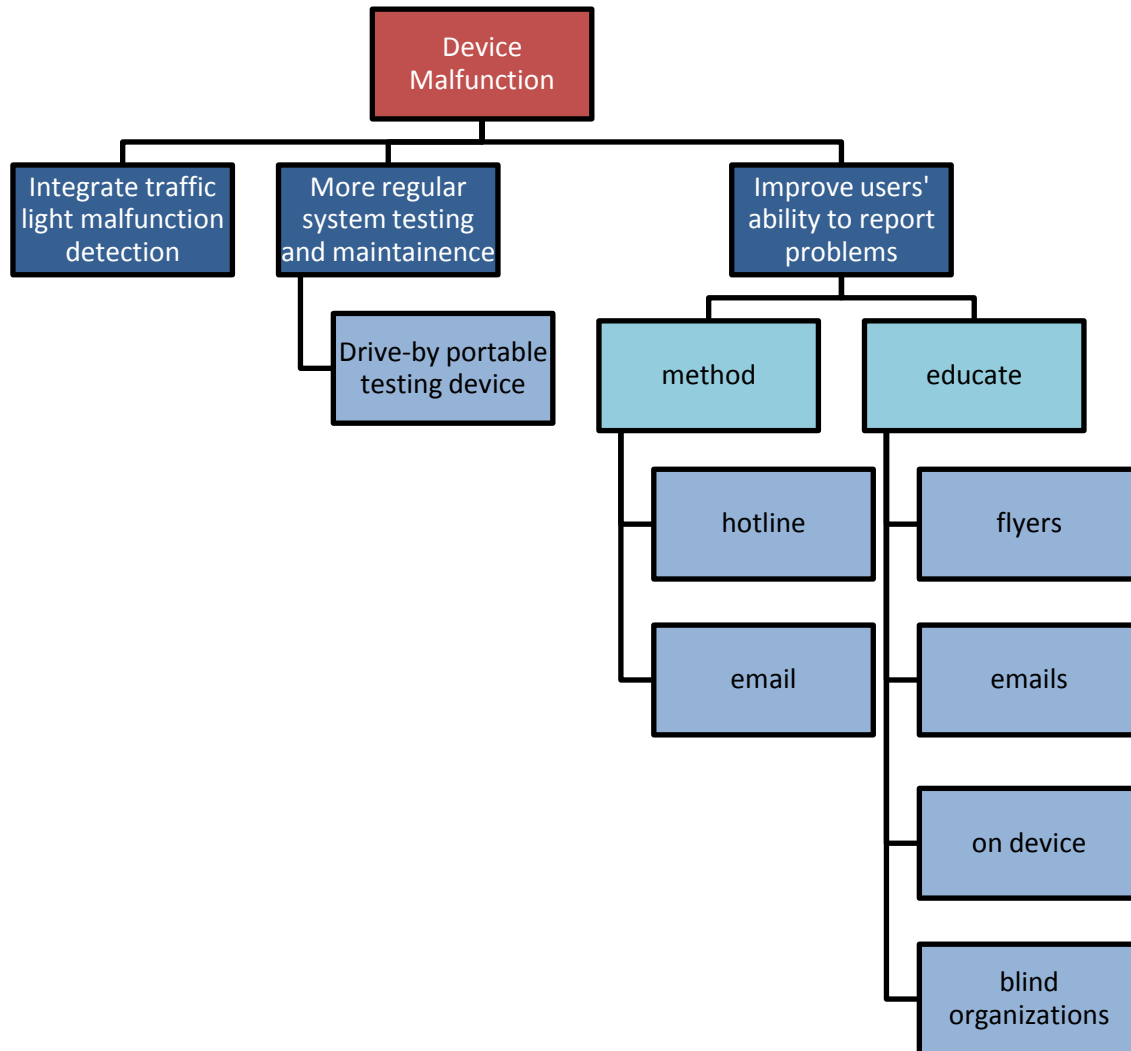 Device
Malfunction
Integrate traffic
light malfunction
detection
More regular
system testing
and maintainence
Improve users'
ability to report
problems
Drive-by portable
testing device
method
educate
hotline
flyers
email
emails
on device
blind
organizations